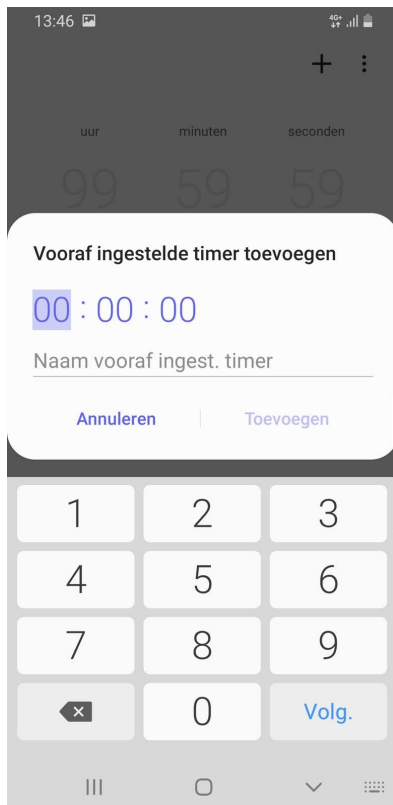 13:46 4G+
uur minuten seconden
99 59 59
Vooraf ingestelde timer toevoegen
00 : 00 : 00
Naam vooraf ingest. timer
Annuleren Toevoegen
1 2 3
4 5 6
7 8 9
0 Volg.